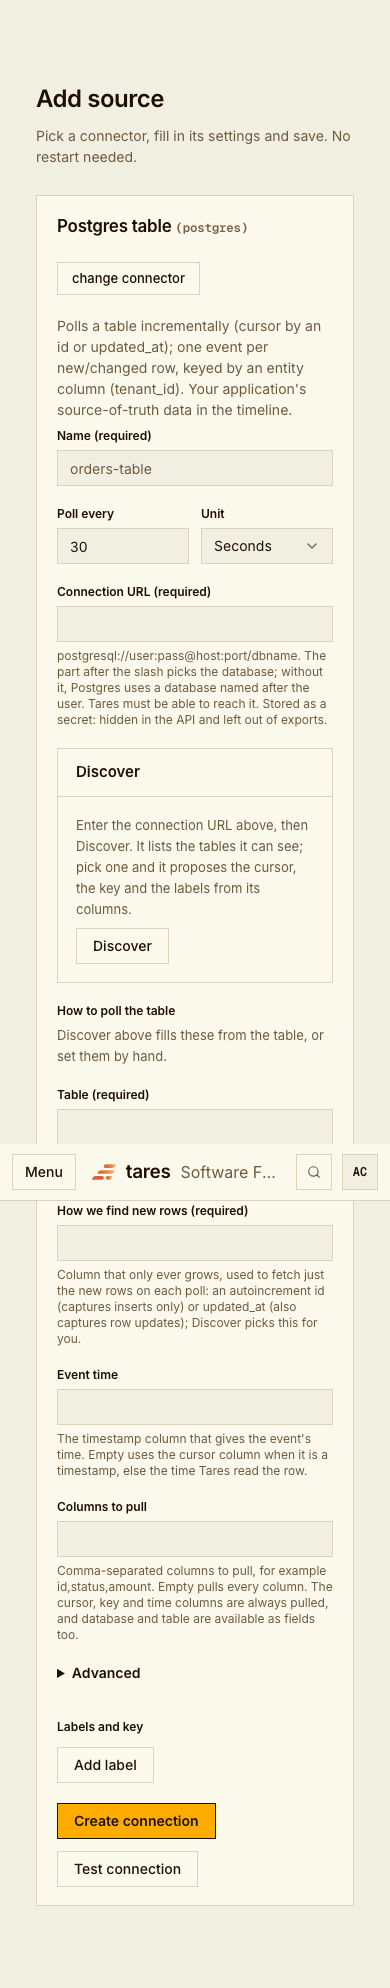 Add source
Pick a connector, fill in its settings and save. No
restart needed.
Postgres table (postgres)
change connector
Polls a table incrementally (cursor by an
id or updated_at); one event per
new/changed row, keyed by an entity
column (tenant_id). Your application's
source-of-truth data in the timeline.
Name (required)
orders-table
Poll every
Unit
30
Seconds
Connection URL (required)
postgresql://user:pass@host:port/dbname. The
part after the slash picks the database; without
it, Postgres uses a database named after the
user. Tares must be able to reach it. Stored as a
secret: hidden in the API and left out of exports.
Discover
Enter the connection URL above, then
Discover. It lists the tables it can see;
pick one and it proposes the cursor,
the key and the labels from its
columns.
Discover
How to poll the table
Discover above fills these from the table, or
set them by hand.
Table (required)
Menu
tares
Software F...
AC
How we find new rows (required)
Column that only ever grows, used to fetch just
the new rows on each poll: an autoincrement id
(captures inserts only) or updated_at (also
captures row updates); Discover picks this for
you.
Event time
The timestamp column that gives the event's
time. Empty uses the cursor column when it is a
timestamp, else the time Tares read the row.
Columns to pull
Comma-separated columns to pull, for example
id,status,amount. Empty pulls every column. The
cursor, key and time columns are always pulled,
and database and table are available as fields
too.
Advanced
Labels and key
Add label
Create connection
Test connection